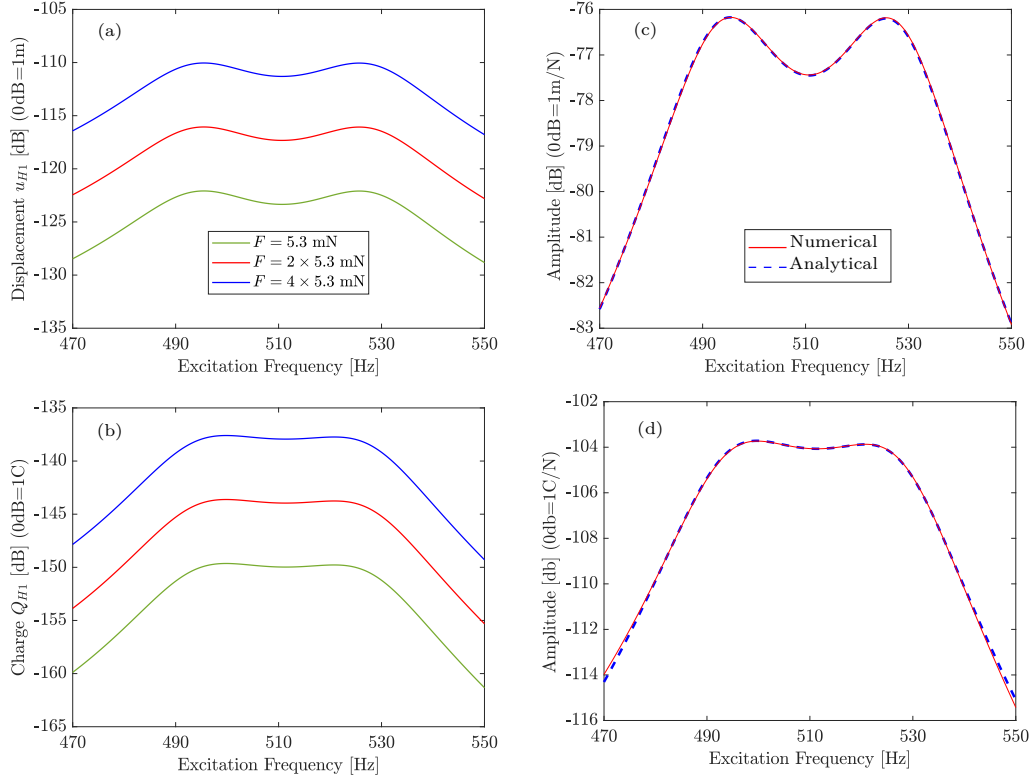 (a)
Displacement u_{H1} [dB] (0dB=1m)
-110
-115
-120
-125
-130
-135
F = 5.3 mN
F = 2 × 5.3 mN
F = 4 × 5.3 mN
470 490 510 530 550
Excitation Frequency [Hz]
(c)
Amplitude [dB] (0dB=1m/N)
-76
-77
-78
-79
-80
-81
-82
-83
Numerical
Analytical
470 490 510 530 550
Excitation Frequency [Hz]
(b)
Charge Q_{H1} [dB] (0dB=1C)
-135
-140
-145
-150
-155
-160
-165
470 490 510 530 550
Excitation Frequency [Hz]
(d)
Amplitude [db] (0db=1C/N)
-102
-104
-106
-108
-110
-112
-114
-116
470 490 510 530 550
Excitation Frequency [Hz]